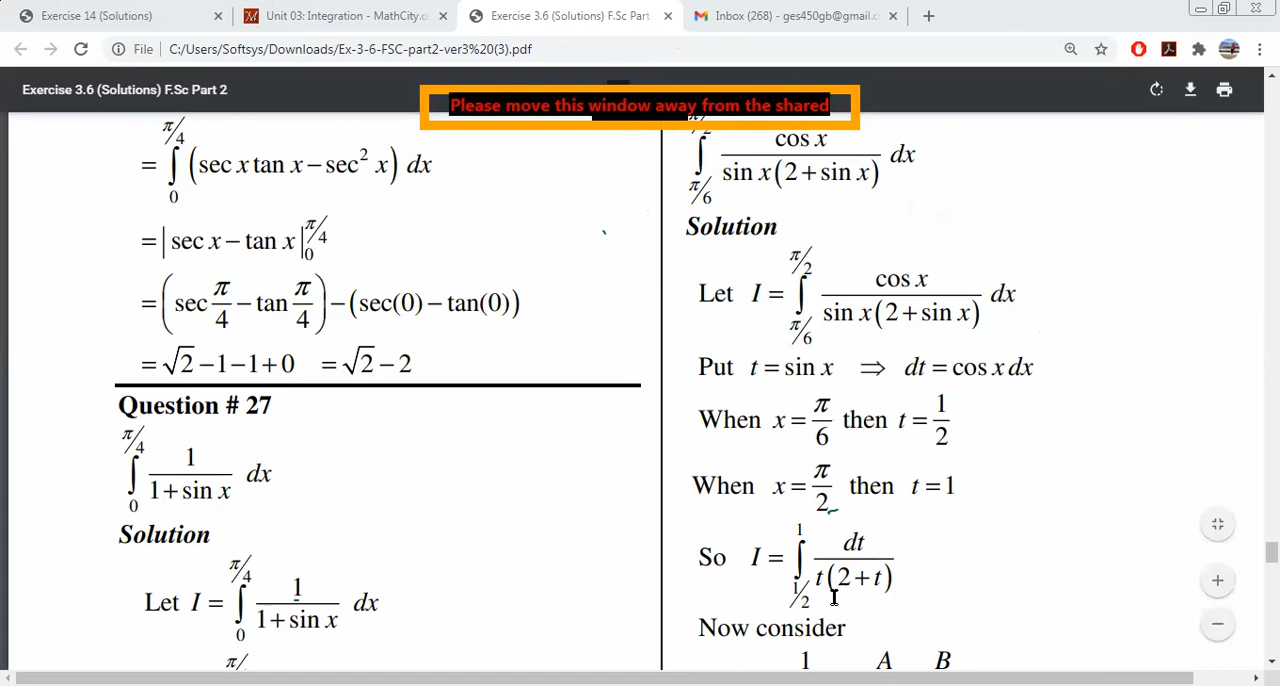 Exercise 14 (Solutions)
Unit 03: Integration - MathCity.o
Exercise 3.6 (Solutions) F.Sc Part
Inbox (268) - ges450gb@gmail.c
File
C:/Users/Softsys/Downloads/Ex-3-6-FSC-part2-ver3%20(3).pdf
Exercise 3.6 (Solutions) F.Sc Part 2
Please move this window away from the shared
= ∫₀^{π/4} (sec x tan x − sec² x) dx
= | sec x − tan x |₀^{π/4}
= (sec π/4 − tan π/4) − (sec(0) − tan(0))
= √2 − 1 − 1 + 0 = √2 − 2
Question # 27
∫₀^{π/4} 1/(1 + sin x) dx
Solution
Let I = ∫₀^{π/4} 1/(1 + sin x) dx
π/
∫_{π/6}^{π/2} cos x/(sin x (2 + sin x)) dx
Solution
Let I = ∫_{π/6}^{π/2} cos x/(sin x (2 + sin x)) dx
Put t = sin x ⇒ dt = cos x dx
When x = π/6 then t = 1/2
When x = π/2 then t = 1
So I = ∫_{1/2}^{1} dt/(t(2 + t))
Now consider
1 A B